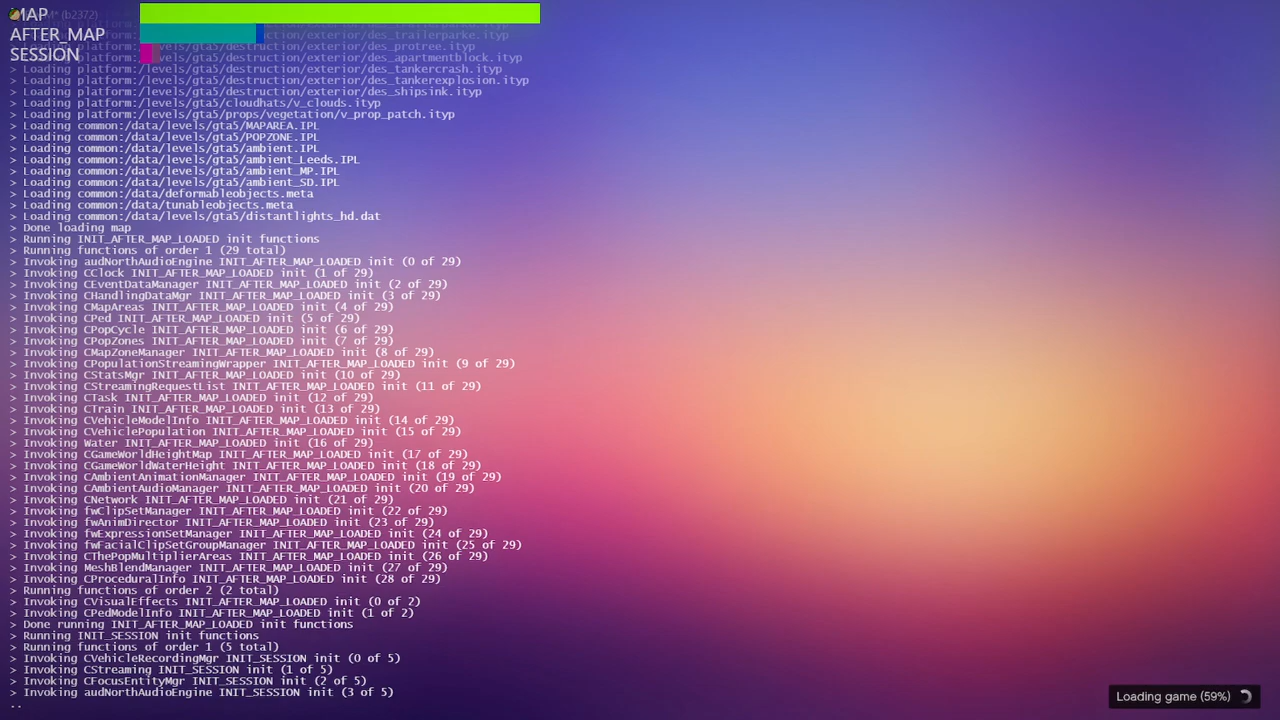 MAP
(b2372)
AFTER_MAP
SESSION
> Loading platform:/levels/gta5/destruction/exterior/des_trailerparke.ityp
> Loading platform:/levels/gta5/destruction/exterior/des_protree.ityp
> Loading platform:/levels/gta5/destruction/exterior/des_apartmentblock.ityp
> Loading platform:/levels/gta5/destruction/exterior/des_tankercrash.ityp
> Loading platform:/levels/gta5/destruction/exterior/des_tankerexplosion.ityp
> Loading platform:/levels/gta5/destruction/exterior/des_shipsink.ityp
> Loading platform:/levels/gta5/cloudhats/v_clouds.ityp
> Loading platform:/levels/gta5/props/vegetation/v_prop_patch.ityp
> Loading common:/data/levels/gta5/MAPAREA.IPL
> Loading common:/data/levels/gta5/POPZONE.IPL
> Loading common:/data/levels/gta5/ambient.IPL
> Loading common:/data/levels/gta5/ambient_Leeds.IPL
> Loading common:/data/levels/gta5/ambient_MP.IPL
> Loading common:/data/levels/gta5/ambient_SD.IPL
> Loading common:/data/deformableobjects.meta
> Loading common:/data/tunableobjects.meta
> Loading common:/data/levels/gta5/distantlights_hd.dat
> Done loading map
> Running INIT_AFTER_MAP_LOADED init functions
> Running functions of order 1 (29 total)
> Invoking audNorthAudioEngine INIT_AFTER_MAP_LOADED init (0 of 29)
> Invoking CClock INIT_AFTER_MAP_LOADED init (1 of 29)
> Invoking CEventDataManager INIT_AFTER_MAP_LOADED init (2 of 29)
> Invoking CHandlingDataMgr INIT_AFTER_MAP_LOADED init (3 of 29)
> Invoking CMapAreas INIT_AFTER_MAP_LOADED init (4 of 29)
> Invoking CPed INIT_AFTER_MAP_LOADED init (5 of 29)
> Invoking CPopCycle INIT_AFTER_MAP_LOADED init (6 of 29)
> Invoking CPopZones INIT_AFTER_MAP_LOADED init (7 of 29)
> Invoking CMapZoneManager INIT_AFTER_MAP_LOADED init (8 of 29)
> Invoking CPopulationStreamingWrapper INIT_AFTER_MAP_LOADED init (9 of 29)
> Invoking CStatsMgr INIT_AFTER_MAP_LOADED init (10 of 29)
> Invoking CStreamingRequestList INIT_AFTER_MAP_LOADED init (11 of 29)
> Invoking CTask INIT_AFTER_MAP_LOADED init (12 of 29)
> Invoking CTrain INIT_AFTER_MAP_LOADED init (13 of 29)
> Invoking CVehicleModelInfo INIT_AFTER_MAP_LOADED init (14 of 29)
> Invoking CVehiclePopulation INIT_AFTER_MAP_LOADED init (15 of 29)
> Invoking Water INIT_AFTER_MAP_LOADED init (16 of 29)
> Invoking CGameWorldHeightMap INIT_AFTER_MAP_LOADED init (17 of 29)
> Invoking CGameWorldWaterHeight INIT_AFTER_MAP_LOADED init (18 of 29)
> Invoking CAmbientAnimationManager INIT_AFTER_MAP_LOADED init (19 of 29)
> Invoking CAmbientAudioManager INIT_AFTER_MAP_LOADED init (20 of 29)
> Invoking CNetwork INIT_AFTER_MAP_LOADED init (21 of 29)
> Invoking fwClipSetManager INIT_AFTER_MAP_LOADED init (22 of 29)
> Invoking fwAnimDirector INIT_AFTER_MAP_LOADED init (23 of 29)
> Invoking fwExpressionSetManager INIT_AFTER_MAP_LOADED init (24 of 29)
> Invoking fwFacialClipSetGroupManager INIT_AFTER_MAP_LOADED init (25 of 29)
> Invoking CThePopMultiplierAreas INIT_AFTER_MAP_LOADED init (26 of 29)
> Invoking MeshBlendManager INIT_AFTER_MAP_LOADED init (27 of 29)
> Invoking CProceduralInfo INIT_AFTER_MAP_LOADED init (28 of 29)
> Running functions of order 2 (2 total)
> Invoking CVisualEffects INIT_AFTER_MAP_LOADED init (0 of 2)
> Invoking CPedModelInfo INIT_AFTER_MAP_LOADED init (1 of 2)
> Done running INIT_AFTER_MAP_LOADED init functions
> Running INIT_SESSION init functions
> Running functions of order 1 (5 total)
> Invoking CVehicleRecordingMgr INIT_SESSION init (0 of 5)
> Invoking CStreaming INIT_SESSION init (1 of 5)
> Invoking CFocusEntityMgr INIT_SESSION init (2 of 5)
> Invoking audNorthAudioEngine INIT_SESSION init (3 of 5)
..
Loading game (59%)